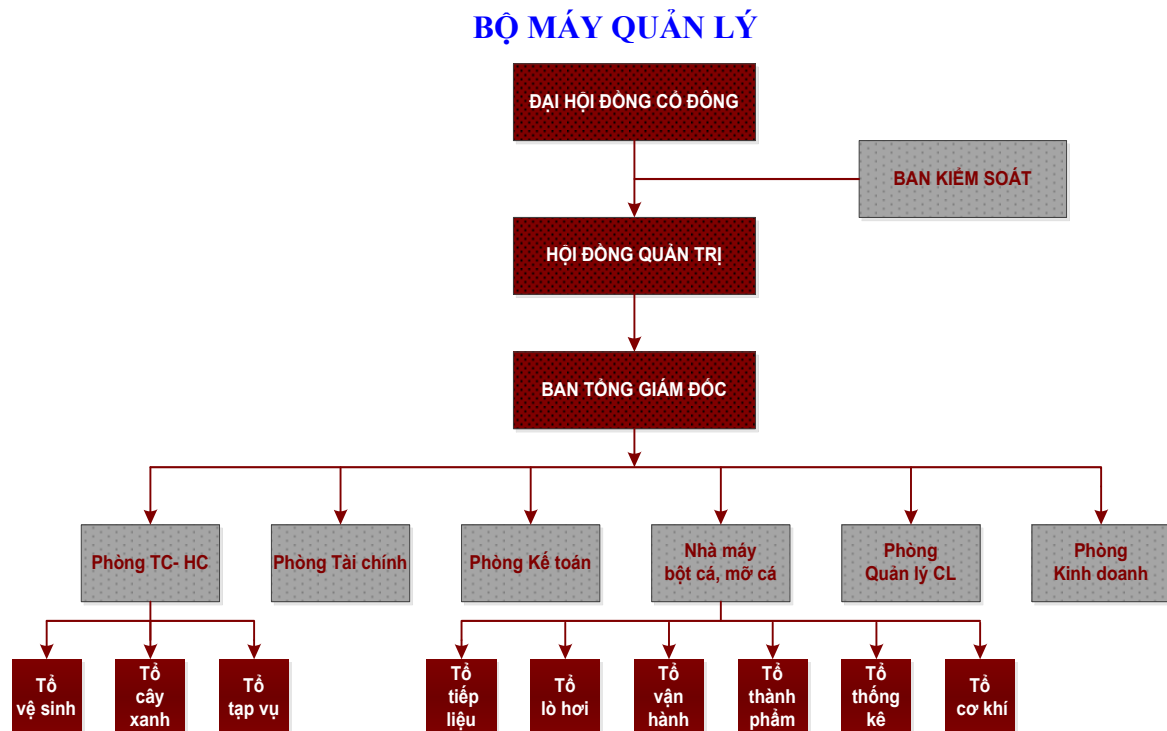 BỘ MÁY QUẢN LÝ
ĐẠI HỘI ĐỒNG CỔ ĐÔNG
BAN KIỂM SOÁT
HỘI ĐỒNG QUẢN TRỊ
BAN TỔNG GIÁM ĐỐC
Phòng TC- HC
Phòng Tài chính
Phòng Kế toán
Nhà máy
bột cá, mỡ cá
Phòng
Quản lý CL
Phòng
Kinh doanh
Tổ
vệ sinh
Tổ
cây
xanh
Tổ
tạp vụ
Tổ
tiếp
liệu
Tổ
lò hơi
Tổ
vận
hành
Tổ
thành
phẩm
Tổ
thống
kê
Tổ
cơ khí